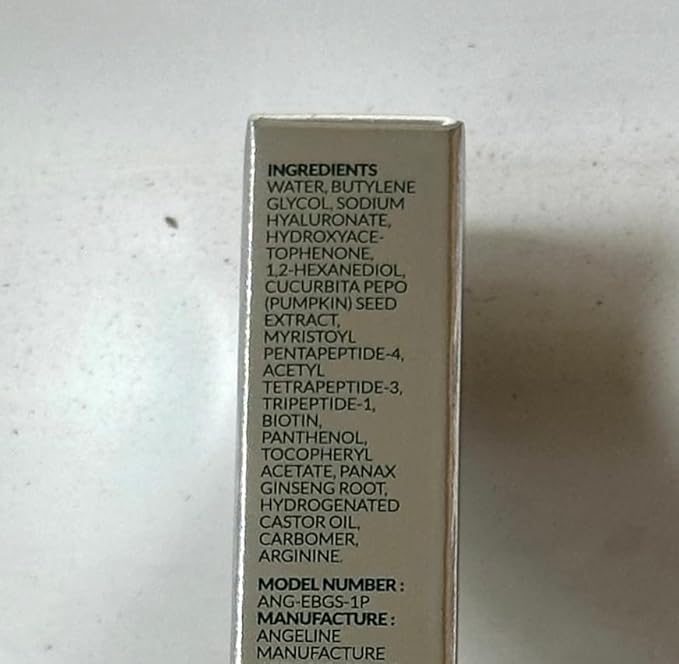 INGREDIENTS
WATER, BUTYLENE
GLYCOL, SODIUM
HYALURONATE,
HYDROXYACE-
TOPHENONE,
1,2-HEXANEDIOL,
CUCURBITA PEPO
(PUMPKIN) SEED
EXTRACT,
MYRISTOYL
PENTAPEPTIDE-4,
ACETYL
TETRAPEPTIDE-3,
TRIPEPTIDE-1,
BIOTIN,
PANTHENOL,
TOCOPHERYL
ACETATE, PANAX
GINSENG ROOT,
HYDROGENATED
CASTOR OIL,
CARBOMER,
ARGININE.
MODEL NUMBER :
ANG-EBGS-1P
MANUFACTURE :
ANGELINE
MANUFACTURE